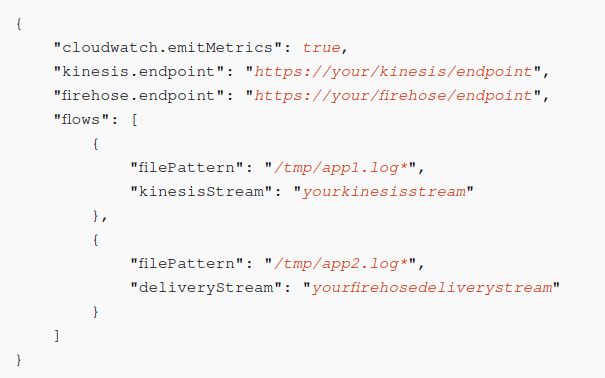 {
    "cloudwatch.emitMetrics": true,
    "kinesis.endpoint": "https://your/kinesis/endpoint",
    "firehose.endpoint": "https://your/firehose/endpoint",
    "flows": [
        {
            "filePattern": "/tmp/app1.log*",
            "kinesisStream": "yourkinesisstream"
        },
        {
            "filePattern": "/tmp/app2.log*",
            "deliveryStream": "yourfirehosedeliverystream"
        }
    ]
}